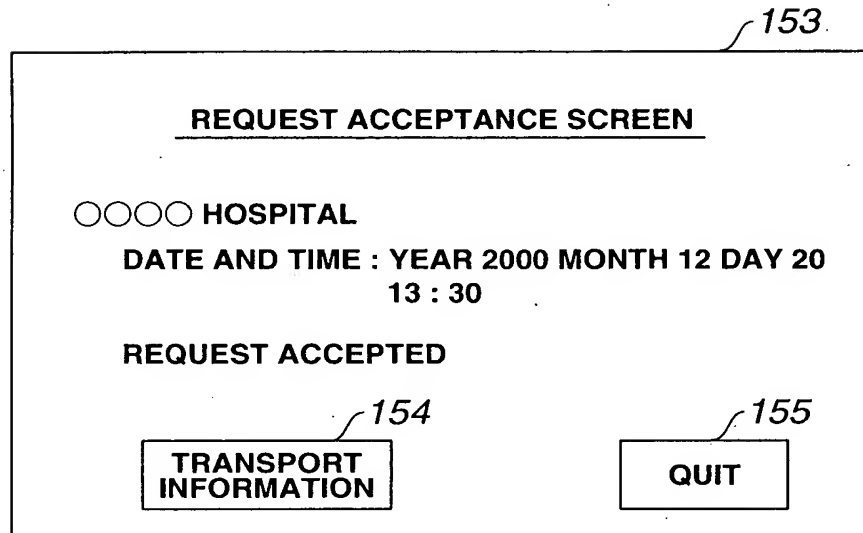 153
REQUEST ACCEPTANCE SCREEN
○○○○ HOSPITAL
DATE AND TIME : YEAR 2000 MONTH 12 DAY 20
13 : 30
REQUEST ACCEPTED
154
155
TRANSPORT
INFORMATION
QUIT